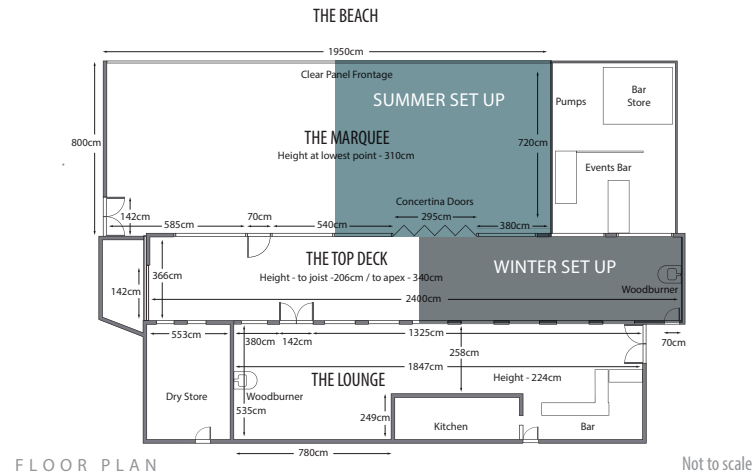 THE BEACH
1950cm
Clear Panel Frontage
SUMMER SET UP
Pumps
Bar
Store
800cm
THE MARQUEE
Height at lowest point - 310cm
720cm
Events Bar
Concertina Doors
142cm
585cm
70cm
540cm
295cm
380cm
THE TOP DECK
Height - to joist -206cm / to apex - 340cm
WINTER SET UP
366cm
142cm
Woodburner
2400cm
553cm
380cm
142cm
1325cm
70cm
258cm
1847cm
THE LOUNGE
Height - 224cm
Dry Store
Woodburner
535cm
249cm
Kitchen
Bar
780cm
FLOOR PLAN
Not to scale